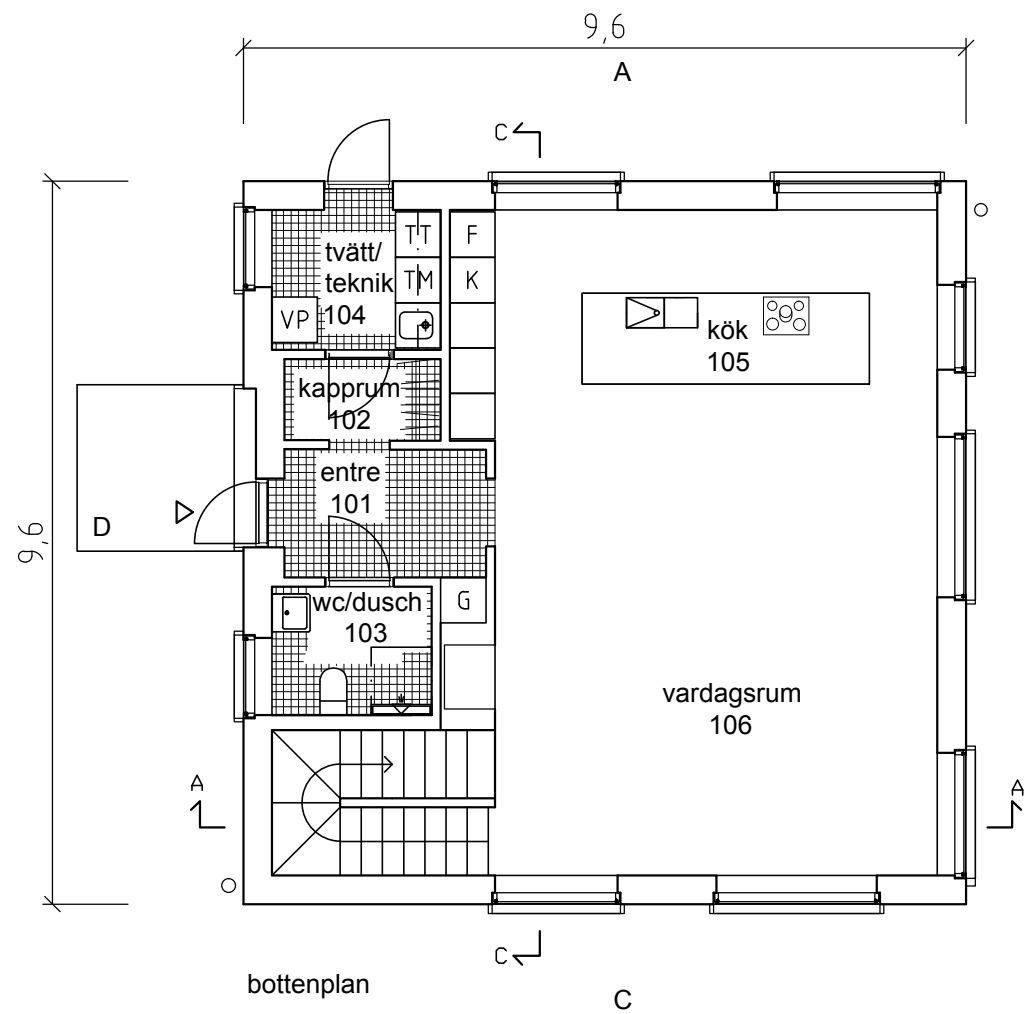 9,6
A
C
tvätt/
teknik
104
TT
F
TM
K
VP
kök
105
kapprum
102
entre
101
D
9,6
wc/dusch
103
G
vardagsrum
106
A
A
C
bottenplan
C